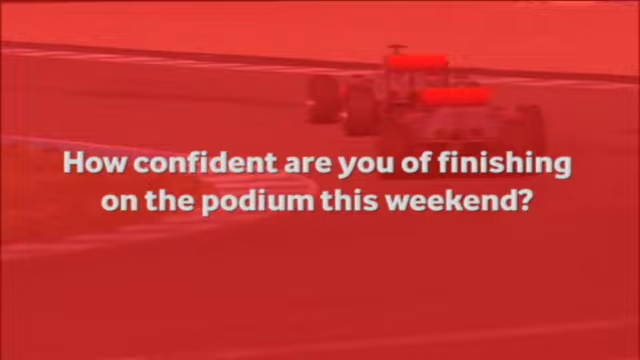 How confident are you of finishing
on the podium this weekend?